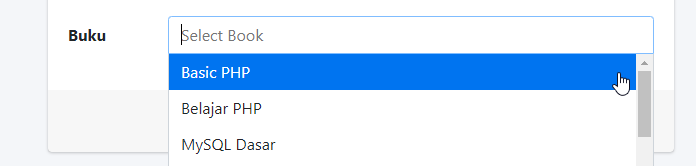 Buku
Select Book
Basic PHP
Belajar PHP
MySQL Dasar